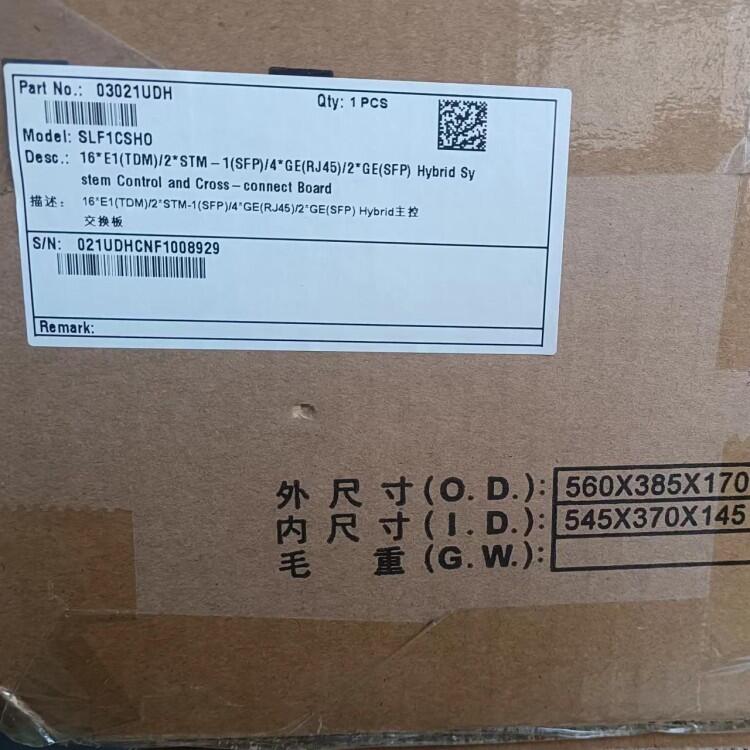 Part No.: 03021UDH
Qty: 1 PCS
Model: SLF1CSHO
Desc.: 16*E1(TDM)/2*STM-1(SFP)/4*GE(RJ45)/2*GE(SFP) Hybrid Sy
stem Control and Cross-connect Board
描述: 16*E1(TDM)/2*STM-1(SFP)/4*GE(RJ45)/2*GE(SFP) Hybrid主控
交换板
S/N: 021UDHCNF1008929
Remark:
外尺寸(O.D.): 560X385X170
内尺寸(I.D.): 545X370X145
毛重(G.W.):